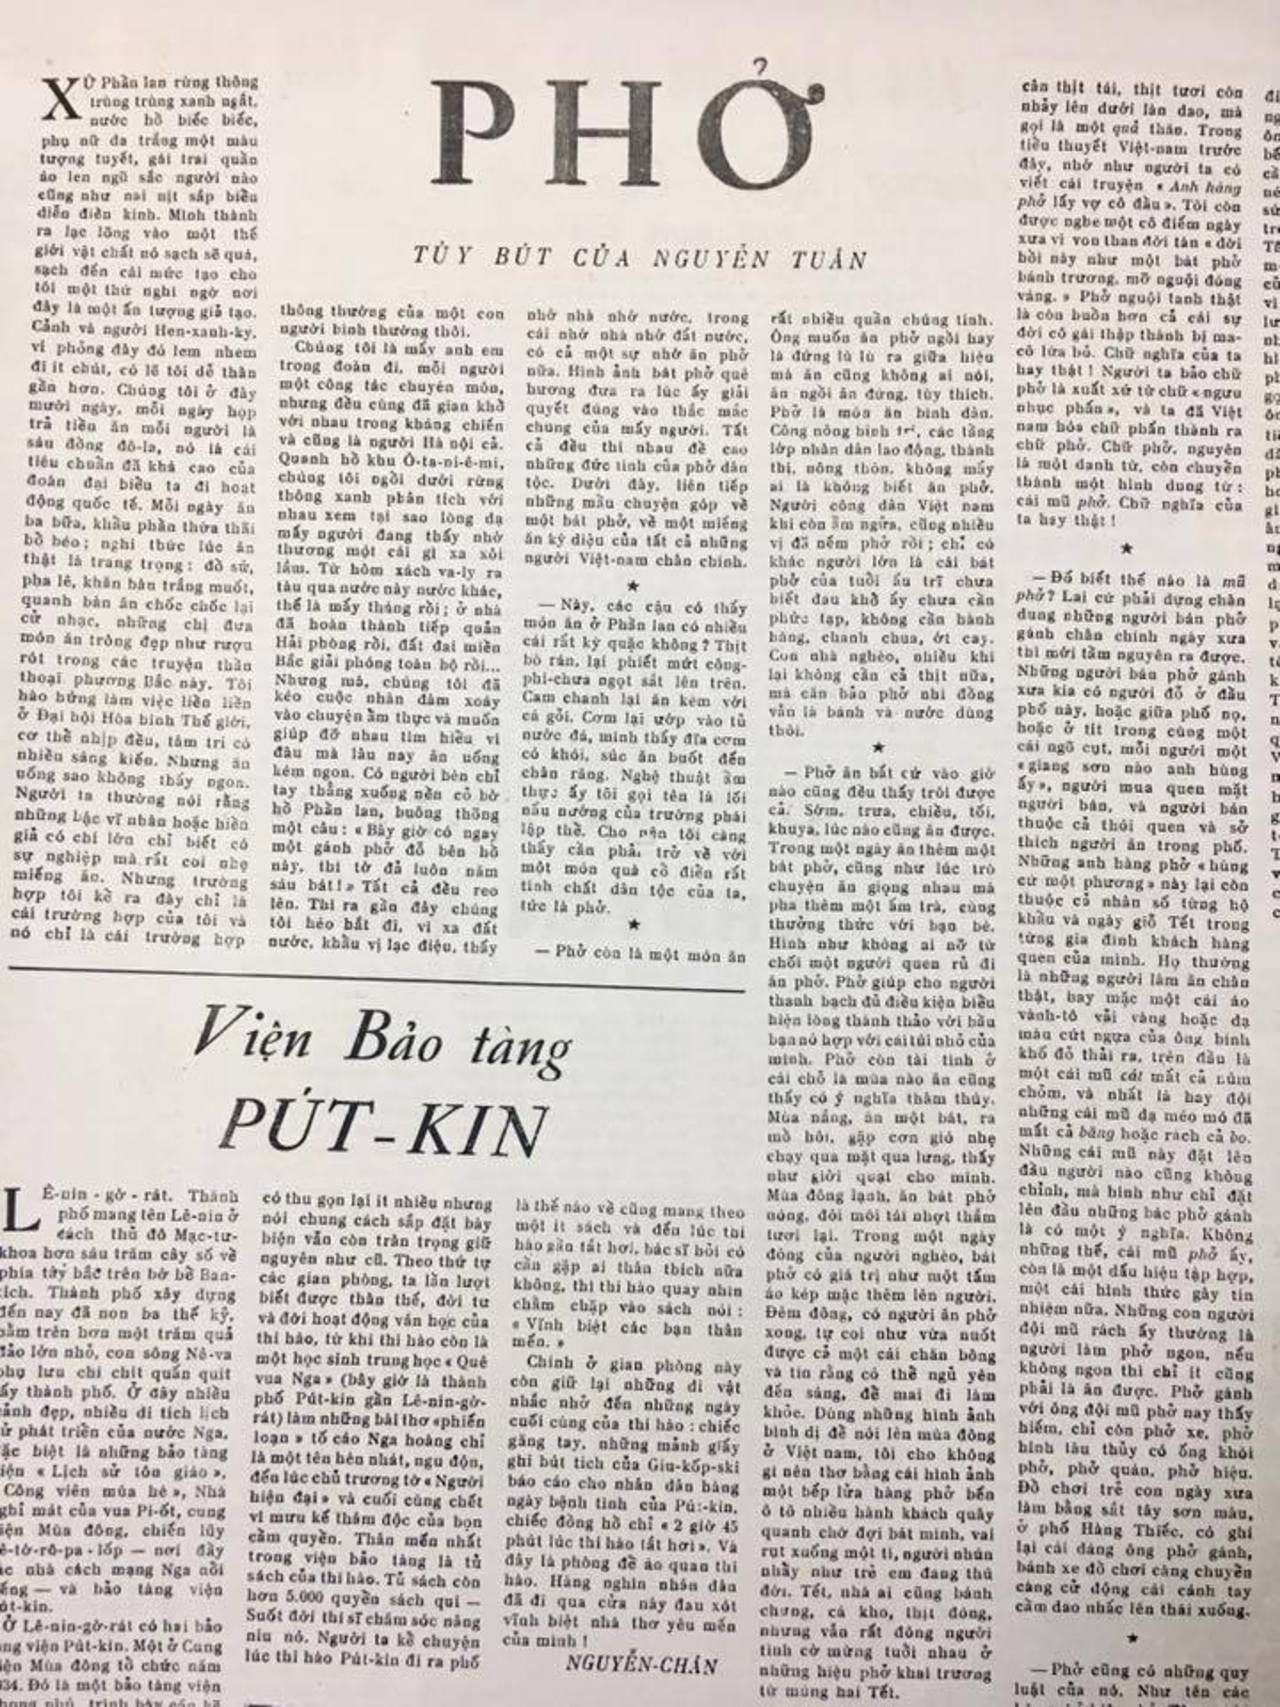 PHỞ
TÙY BÚT CỦA NGUYỄN TUÂN
XỨ Phần lan rừng thông
trùng trùng xanh ngắt,
nước hồ biếc biếc,
phụ nữ da trắng một màu
tượng tuyết, gái trai quần
áo len ngũ sắc người nào
cũng như nai nịt sắp biểu
diễn điền kinh. Mình thành
ra lạc lõng vào một thế
giới vật chất nó sạch sẽ quá,
sạch đến cái mức tạo cho
tôi một thứ nghi ngờ nơi
đây là một ấn tượng giả tạo.
Cảnh và người Hen-xanh-ky,
ví phỏng đây đó lem nhem
đi ít chút, có lẽ tôi dễ thân
gần hơn. Chúng tôi ở đây
mười ngày, mỗi ngày họp
trả tiền ăn mỗi người là
sáu đồng đô-la, nó là cái
tiêu chuẩn đã khá cao của
đoàn đại biểu ta đi hoạt
động quốc tế. Mỗi ngày ăn
ba bữa, khẩu phần thừa thãi
bồ béo; nghi thức lúc ăn
thật là trang trọng: đồ sứ,
pha lê, khăn bàn trắng muốt,
quanh bàn ăn chốc chốc lại
cử nhạc, những chị đưa
món ăn trông đẹp như rượu
rót trong các truyện thần
thoại phương Bắc này. Tôi
hào hứng làm việc liền liền
ở Đại hội Hòa bình Thế giới,
cơ thể nhịp đều, tâm trí có
nhiều sáng kiến. Nhưng ăn
uống sao không thấy ngon.
Người ta thường nói rằng
những bậc vĩ nhân hoặc hiền
giả có chí lớn chỉ biết có
sự nghiệp mà rất coi nhẹ
miếng ăn. Nhưng trường
hợp tôi kể ra đây chỉ là
cái trường hợp của tôi và
nó chỉ là cái trường hợp
thông thường của một con
người bình thường thôi.
Chúng tôi là mấy anh em
trong đoàn đi, mỗi người
một công tác chuyên môn,
nhưng đều cùng đã gian khổ
với nhau trong kháng chiến
và cũng là người Hà nội cả.
Quanh hồ khu Ô-ta-ni-ê-mi,
chúng tôi ngồi dưới rừng
thông xanh phân tích với
nhau xem tại sao lòng dạ
mấy người đang thấy nhớ
thương một cái gì xa xôi
lắm. Từ hôm xách va-ly ra
tàu qua nước này nước khác,
thế là mấy tháng rồi; ở nhà
đã hoàn thành tiếp quản
Hải phòng rồi, đất đai miền
Bắc giải phóng toàn bộ rồi...
Nhưng mà, chúng tôi đã
kéo cuộc nhàn đàm xoáy
vào chuyện ẩm thực và muốn
giúp đỡ nhau tìm hiểu vì
đâu mà lâu nay ăn uống
kém ngon. Có người bèn chỉ
tay thẳng xuống nền cỏ bờ
hồ Phần lan, buông thõng
một câu: « Bây giờ có ngay
một gánh phở đỗ bên hồ
này, thì tớ đả luôn năm
sáu bát! » Tất cả đều reo
lên. Thì ra gần đây chúng
tôi héo hắt đi, vì xa đất
nước, khẩu vị lạc điệu, thấy
nhớ nhà nhớ nước, trong
cái nhớ nhà nhớ đất nước,
có cả một sự nhớ ăn phở
nữa. Hình ảnh bát phở quê
hương đưa ra lúc ấy giải
quyết đúng vào thắc mắc
chung của mấy người. Tất
cả đều thi nhau đề cao
những đức tính của phở dân
tộc. Dưới đây, liên tiếp
những mẩu chuyện góp về
một bát phở, về một miếng
ăn kỳ diệu của tất cả những
người Việt-nam chân chính.
★
— Này, các cậu có thấy
món ăn ở Phần lan có nhiều
cái rất kỳ quặc không? Thịt
bò rán, lại phiết mứt công-
phi-chưa ngọt sắt lên trên.
Cam chanh lại ăn kèm với
cá gỏi. Cơm lại ướp vào tủ
nước đá, mình thấy đĩa cơm
có khói, súc ăn buốt đến
chân răng. Nghệ thuật ẩm
thực ấy tôi gọi tên là lối
nấu nướng của trường phái
lập thể. Cho nên tôi càng
thấy cần phải trở về với
một món quà cổ điển rất
tính chất dân tộc của ta,
tức là phở.
★
— Phở còn là một món ăn
rất nhiều quần chúng tính.
Ông muốn ăn phở ngồi hay
là đứng lù lù ra giữa hiệu
mà ăn cũng không ai nói,
ăn ngồi ăn đứng, tùy thích.
Phở là món ăn bình dân.
Công nông binh trí, các tầng
lớp nhân dân lao động, thành
thị, nông thôn, không mấy
ai là không biết ăn phở.
Người công dân Việt nam
khi còn ẵm ngửa, cũng nhiều
vị đã nếm phở rồi; chỉ có
khác người lớn là cái bát
phở của tuổi ấu trĩ chưa
biết đau khổ ấy chưa cần
phức tạp, không cần hành
hăng, chanh chua, ớt cay.
Con nhà nghèo, nhiều khi
lại không cần cả thịt nữa,
mà căn bản phở nhi đồng
vẫn là bánh và nước dùng
thôi.
★
— Phở ăn bất cứ vào giờ
nào cũng đều thấy trôi được
cả. Sớm, trưa, chiều, tối,
khuya, lúc nào cũng ăn được.
Trong một ngày ăn thêm một
bát phở, cũng như lúc trò
chuyện ăn giọng nhau mà
pha thêm một ấm trà, cùng
thưởng thức với bạn bè.
Hình như không ai nỡ từ
chối một người quen rủ đi
ăn phở. Phở giúp cho người
thanh bạch đủ điều kiện biểu
hiện lòng thành thảo với bầu
bạn nó hợp với cái túi nhỏ của
mình. Phở còn tài tình ở
cái chỗ là mùa nào ăn cũng
thấy có ý nghĩa thâm thúy.
Mùa nắng, ăn một bát, ra
mồ hôi, gặp cơn gió nhẹ
chạy qua mặt qua lưng, thấy
như giời quạt cho mình.
Mùa đông lạnh, ăn bát phở
nóng, đôi môi tái nhợt thắm
tươi lại. Trong một ngày
đông của người nghèo, bát
phở có giá trị như một tấm
áo kép mặc thêm lên người.
Đêm đông, có người ăn phở
xong, tự coi như vừa nuốt
được cả một cái chăn bông
và tin rằng có thể ngủ yên
đến sáng, để mai đi làm
khỏe. Dùng những hình ảnh
bình dị để nói lên mùa đông
ở Việt nam, tôi cho không
gì nên thơ bằng cái hình ảnh
một bếp lửa hàng phở bến
ô tô nhiều hành khách quây
quanh chờ đợi bát mình, vai
rụt xuống một tí, người nhún
nhẩy như trẻ em đang thú
đời. Tết, nhà ai cũng bánh
chưng, cá kho, thịt đông,
nhưng vẫn rất đông người
tình cờ mừng tuổi nhau ở
những hiệu phở khai trương
từ mùng hai Tết.
cần thịt tái, thịt tươi còn
nhảy lên dưới làn dao, mà
gọi là một quả thăn. Trong
tiểu thuyết Việt-nam trước
đây, nhớ như người ta có
viết cái truyện « Anh hàng
phở lấy vợ cô đầu ». Tôi còn
được nghe một cô điếm ngày
xưa ví von than đời tàn « đời
hồi này như một bát phở
bánh trương, mỡ nguội đóng
váng. » Phở nguội tanh thật
là còn buồn hơn cả cái sự
đời cô gái thập thành bị ma-
cô lừa bỏ. Chữ nghĩa của ta
hay thật! Người ta bảo chữ
phở là xuất xứ từ chữ « ngưu
nhục phấn », và ta đã Việt
nam hóa chữ phấn thành ra
chữ phở. Chữ phở, nguyên
là một danh từ, còn chuyển
thành một hình dung từ:
cái mũ phở. Chữ nghĩa của
ta hay thật!
★
— Đố biết thế nào là mũ
phở? Lại cứ phải dựng chân
dung những người bán phở
gánh chân chính ngày xưa
thì mới tầm nguyên ra được.
Những người bán phở gánh
xưa kia có người đỗ ở đầu
phố này, hoặc giữa phố nọ,
hoặc ở tít trong cùng một
cái ngõ cụt, mỗi người một
« giang sơn nào anh hùng
ấy », người mua quen mặt
người bán, và người bán
thuộc cả thói quen và sở
thích người ăn trong phố.
Những anh hàng phở « hùng
cứ một phương » này lại còn
thuộc cả nhân số từng hộ
khẩu và ngày giỗ Tết trong
từng gia đình khách hàng
quen của mình. Họ thường
là những người làm ăn chân
thật, hay mặc một cái áo
vành-tô vải vàng hoặc dạ
màu cứt ngựa của ông binh
khố đỏ thải ra, trên đầu là
một cái mũ cát mất cả núm
chỏm, và nhất là hay đội
những cái mũ dạ méo mó đã
mất cả băng hoặc rách cả bo.
Những cái mũ này đặt lên
đầu người nào cũng không
chỉnh, mà hình như chỉ đặt
lên đầu những bác phở gánh
là có một ý nghĩa. Không
những thế, cái mũ phở ấy,
còn là một dấu hiệu tập hợp,
một cái hình thức gây tín
nhiệm nữa. Những con người
đội mũ rách ấy thường là
người làm phở ngon, nếu
không ngon thì chí ít cũng
phải là ăn được. Phở gánh
với ông đội mũ phở nay thấy
hiếm, chỉ còn phở xe, phở
hình lầu thủy có ống khói
phở, phở quán, phở hiệu.
Đồ chơi trẻ con ngày xưa
làm bằng sắt tây sơn màu,
ở phố Hàng Thiếc, có ghi
lại cái dáng ông phở gánh,
bánh xe đồ chơi càng chuyển
càng cử động cái cánh tay
cầm dao nhấc lên thái xuống.
★
— Phở cũng có những quy
luật của nó. Như tên các
Viện Bảo tàng
PÚT-KIN
LÊ-nin - gờ - rát. Thành
phố mang tên Lê-nin ở
cách thủ đô Mạc-tư-
khoa hơn sáu trăm cây số về
phía tây bắc trên bờ bể Ban-
tích. Thành phố xây dựng
đến nay đã non ba thế kỷ,
nằm trên hơn một trăm quả
đảo lớn nhỏ, con sông Nê-va
phụ lưu chi chít quấn quít
ấy thành phố. Ở đây nhiều
cảnh đẹp, nhiều di tích lịch
sử phát triển của nước Nga,
đặc biệt là những bảo tàng
viện « Lịch sử tôn giáo »,
Công viên mùa hè », Nhà
nghỉ mát của vua Pi-ốt, cung
điện Mùa đông, chiến lũy
ê-tờ-rô-pa - lốp — nơi đầy
các nhà cách mạng Nga nổi
tiếng — và bảo tàng viện
Pút-kin.
Ở Lê-nin-gờ-rát có hai bảo
tàng viện Pút-kin. Một ở Cung
điện Mùa đông tổ chức năm
34. Đó là một bảo tàng viện
có thu gọn lại ít nhiều nhưng
nói chung cách sắp đặt bày
biện vẫn còn trân trọng giữ
nguyên như cũ. Theo thứ tự
các gian phòng, ta lần lượt
biết được thân thế, đời tư
và đời hoạt động văn học của
thi hào, từ khi thi hào còn là
một học sinh trung học « Quê
vua Nga » (bây giờ là thành
phố Pút-kin gần Lê-nin-gờ-
rát) làm những bài thơ « phiến
loạn » tố cáo Nga hoàng chỉ
là một tên hèn nhát, ngu độn,
đến lúc chủ trương tờ « Người
hiện đại » và cuối cùng chết
vì mưu kế thâm độc của bọn
cầm quyền. Thân mến nhất
trong viện bảo tàng là tủ
sách của thi hào. Tủ sách còn
hơn 5.000 quyển sách quí —
Suốt đời thi sĩ chăm sóc nâng
niu nó. Người ta kể chuyện
lúc thi hào Pút-kin đi ra phố
là thế nào về cũng mang theo
một ít sách và đến lúc thi
hào gần tắt hơi, bác sĩ hỏi có
cần gặp ai thân thích nữa
không, thì thi hào quay nhìn
chằm chặp vào sách nói:
« Vĩnh biệt các bạn thân
mến. »
Chính ở gian phòng này
còn giữ lại những di vật
nhắc nhở đến những ngày
cuối cùng của thi hào: chiếc
găng tay, những mảnh giấy
ghi bút tích của Giu-kốp-ski
báo cáo cho nhân dân hàng
ngày bệnh tình của Pút-kin,
chiếc đồng hồ chỉ « 2 giờ 45
phút lúc thi hào tắt hơi ». Và
đây là phòng để áo quan thi
hào. Hàng nghìn nhân dân
đã đi qua cửa này đau xót
vĩnh biệt nhà thơ yêu mến
của mình!
NGUYỄN-CHÂN